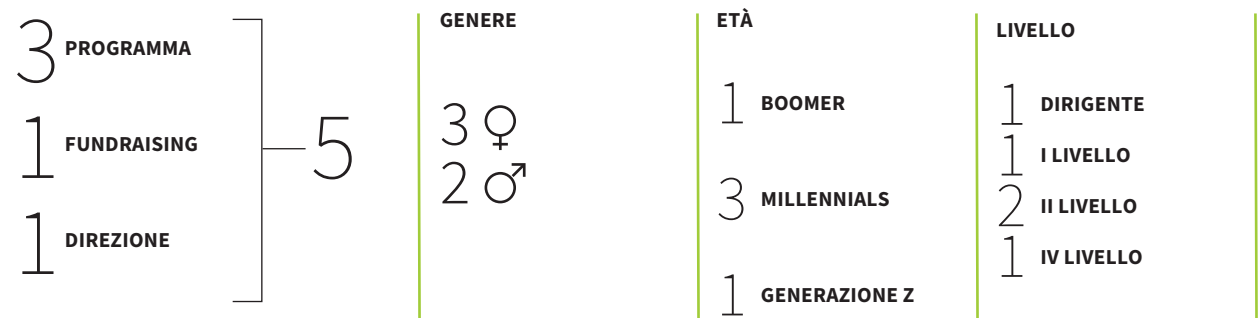 3 PROGRAMMA
1 FUNDRAISING
1 DIREZIONE
5
GENERE
3 ♀
2 ♂
ETÀ
1 BOOMER
3 MILLENNIALS
1 GENERAZIONE Z
LIVELLO
1 DIRIGENTE
1 I LIVELLO
2 II LIVELLO
1 IV LIVELLO